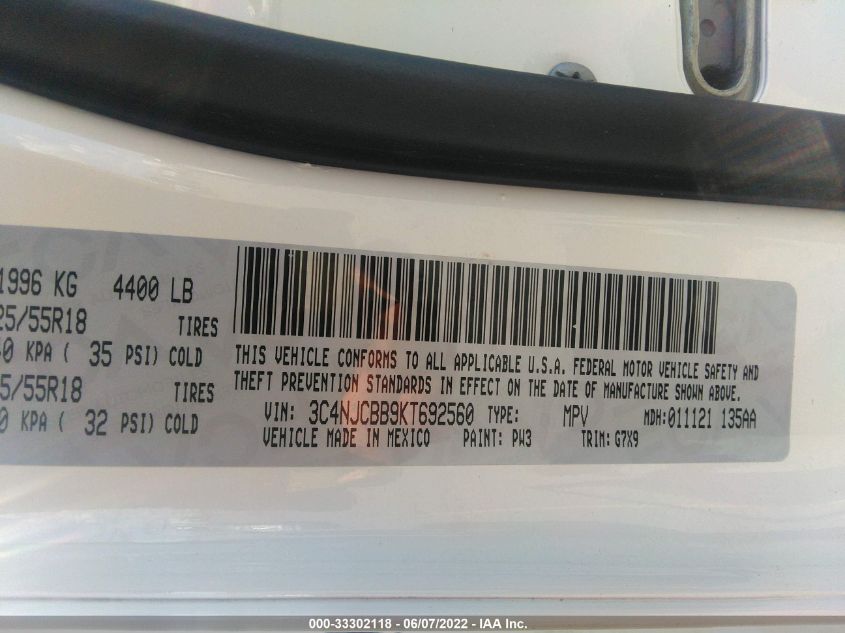 1996 KG 4400 LB
25/55R18 TIRES
0 KPA ( 35 PSI) COLD
5/55R18 TIRES
0 KPA ( 32 PSI) COLD
THIS VEHICLE CONFORMS TO ALL APPLICABLE U.S.A. FEDERAL MOTOR VEHICLE SAFETY AND
THEFT PREVENTION STANDARDS IN EFFECT ON THE DATE OF MANUFACTURE SHOWN ABOVE.
VIN: 3C4NJCBB9KT692560 TYPE: MPV MDH:011121 135AA
VEHICLE MADE IN MEXICO PAINT: PW3 TRIM: G7X9
000-33302118 - 06/07/2022 - IAA Inc.